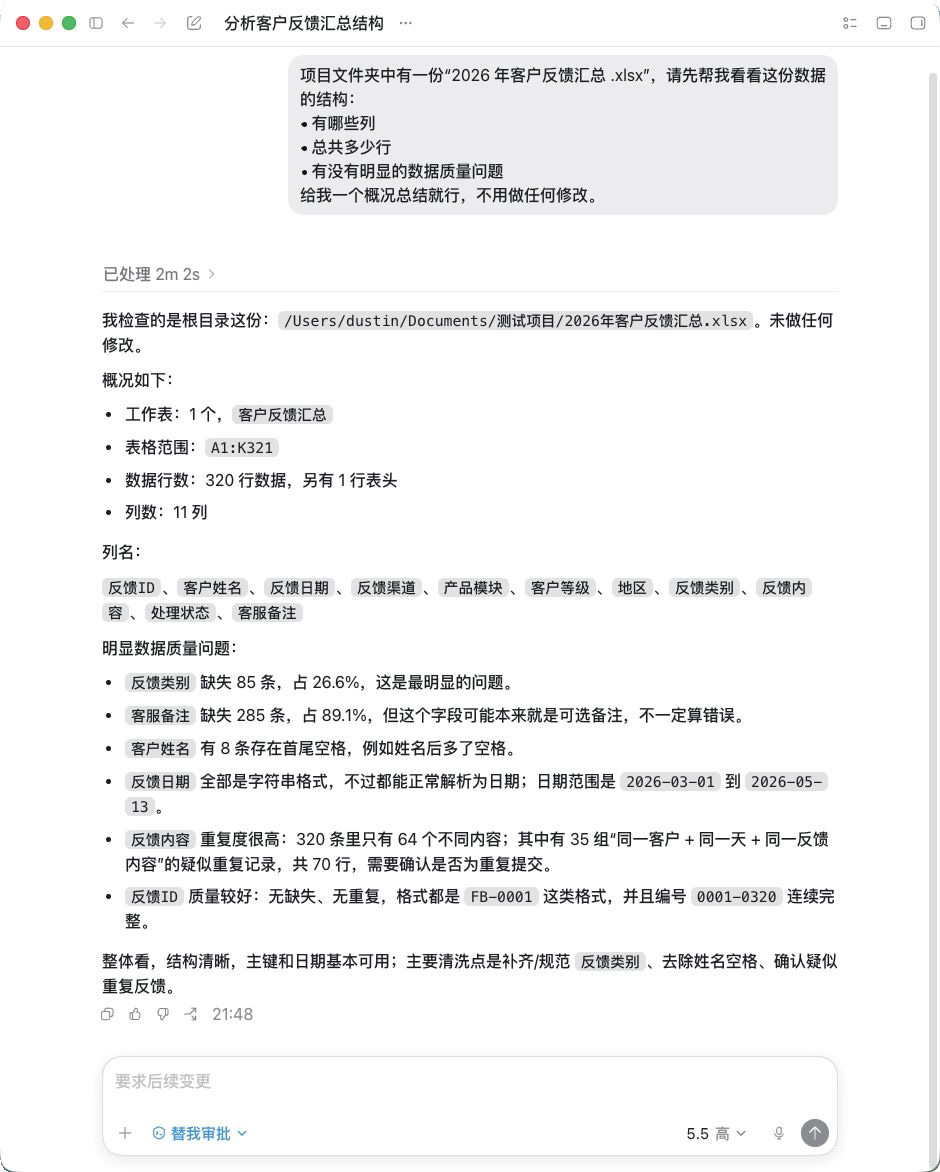 分析客户反馈汇总结构 ···
项目文件夹中有一份“2026 年客户反馈汇总 .xlsx”，请先帮我看看这份数据
的结构：
• 有哪些列
• 总共多少行
• 有没有明显的数据质量问题
给我一个概况总结就行，不用做任何修改。
已处理 2m 2s
我检查的是根目录这份： /Users/dustin/Documents/测试项目/2026年客户反馈汇总.xlsx 。未做任何
修改。
概况如下：
• 工作表：1 个， 客户反馈汇总
• 表格范围： A1:K321
• 数据行数：320 行数据，另有 1 行表头
• 列数：11 列
列名：
反馈ID 、 客户姓名 、 反馈日期 、 反馈渠道 、 产品模块 、 客户等级 、 地区 、 反馈类别 、 反馈内
容 、 处理状态 、 客服备注
明显数据质量问题：
• 反馈类别 缺失 85 条，占 26.6%，这是最明显的问题。
• 客服备注 缺失 285 条，占 89.1%，但这个字段可能本来就是可选备注，不一定算错误。
• 客户姓名 有 8 条存在首尾空格，例如姓名后多了空格。
• 反馈日期 全部是字符串格式，不过都能正常解析为日期；日期范围是 2026-03-01 到 2026-05-
13 。
• 反馈内容 重复度很高：320 条里只有 64 个不同内容；其中有 35 组“同一客户 + 同一天 + 同一反馈
内容”的疑似重复记录，共 70 行，需要确认是否为重复提交。
• 反馈ID 质量较好：无缺失、无重复，格式都是 FB-0001 这类格式，并且编号 0001-0320 连续完
整。
整体看，结构清晰，主键和日期基本可用；主要清洗点是补齐/规范 反馈类别 、去除姓名空格、确认疑似
重复反馈。
21:48
要求后续变更
替我审批
5.5 高